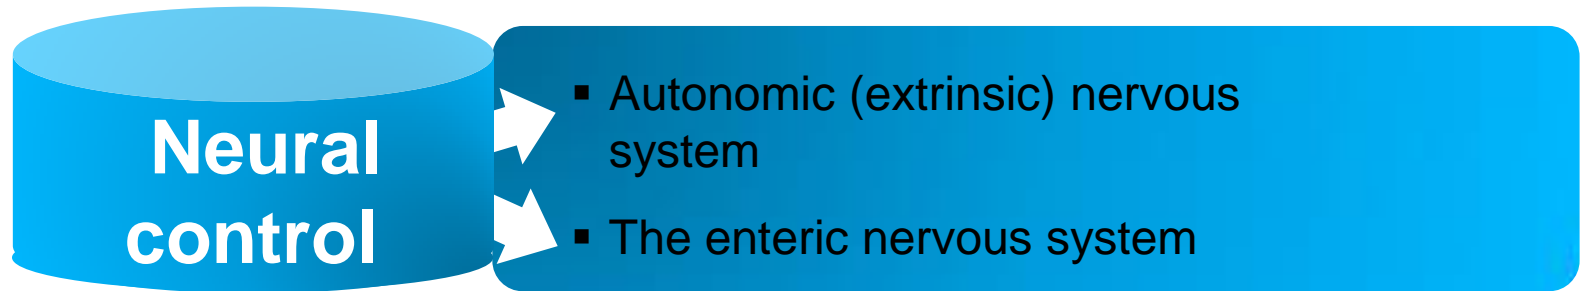 Neural
control
▪ Autonomic (extrinsic) nervous
system
▪ The enteric nervous system